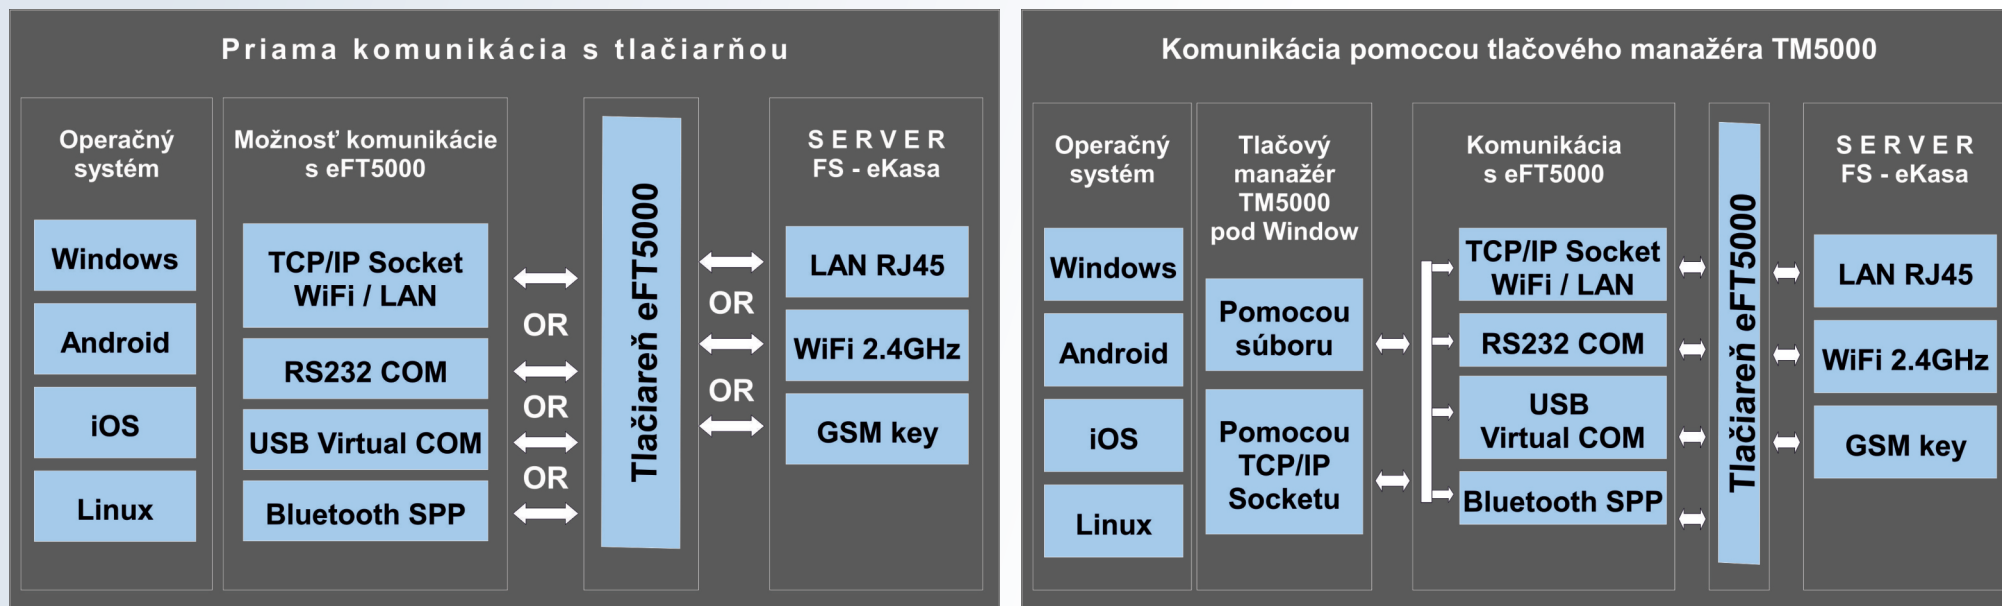 Priama komunikácia s tlačiarňou
Operačný
systém
Windows
Android
iOS
Linux
Možnosť komunikácie
s eFT5000
TCP/IP Socket
WiFi / LAN
RS232 COM
USB Virtual COM
Bluetooth SPP
OR
OR
OR
Tlačiareň eFT5000
OR
OR
S E R V E R
FS - eKasa
LAN RJ45
WiFi 2.4GHz
GSM key
Komunikácia pomocou tlačového manažéra TM5000
Operačný
systém
Windows
Android
iOS
Linux
Tlačový
manažér
TM5000
pod Window
Pomocou
súboru
Pomocou
TCP/IP
Socketu
Komunikácia
s eFT5000
TCP/IP Socket
WiFi / LAN
RS232 COM
USB
Virtual COM
Bluetooth SPP
Tlačiareň eFT5000
S E R V E R
FS - eKasa
LAN RJ45
WiFi 2.4GHz
GSM key